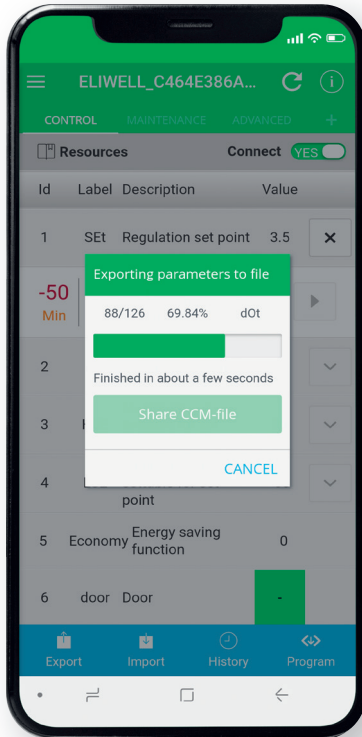 ELIWELL_C464E386A...
CONTROL MAINTENANCE ADVANCED +
Resources Connect YES
Id Label Description Value
1 SEt Regulation set point 3.5
-50
Min
Exporting parameters to file
88/126 69.84% dOt
Finished in about a few seconds
Share CCM-file
CANCEL
2
3
4
point
5 Economy Energy saving function 0
6 door Door -
Export Import History Program